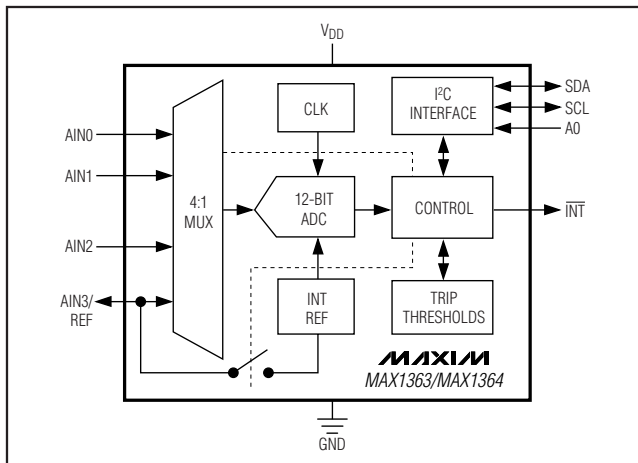 VDD
I²C
INTERFACE
SDA
SCL
A0
CLK
AIN0
AIN1
AIN2
AIN3/
REF
4:1
MUX
12-BIT
ADC
CONTROL
INT
INT
REF
TRIP
THRESHOLDS
MAXIM
MAX1363/MAX1364
GND